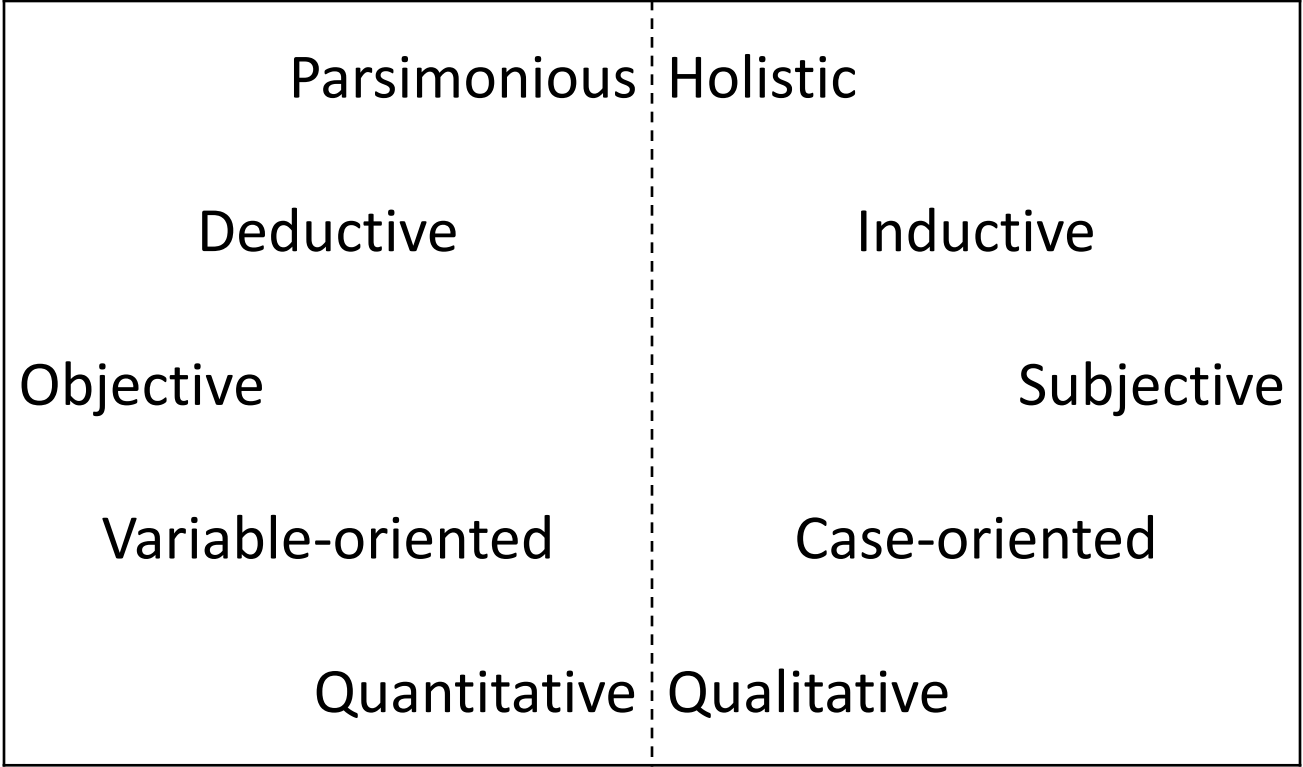 Parsimonious Holistic
Deductive Inductive
Objective Subjective
Variable-oriented Case-oriented
Quantitative Qualitative